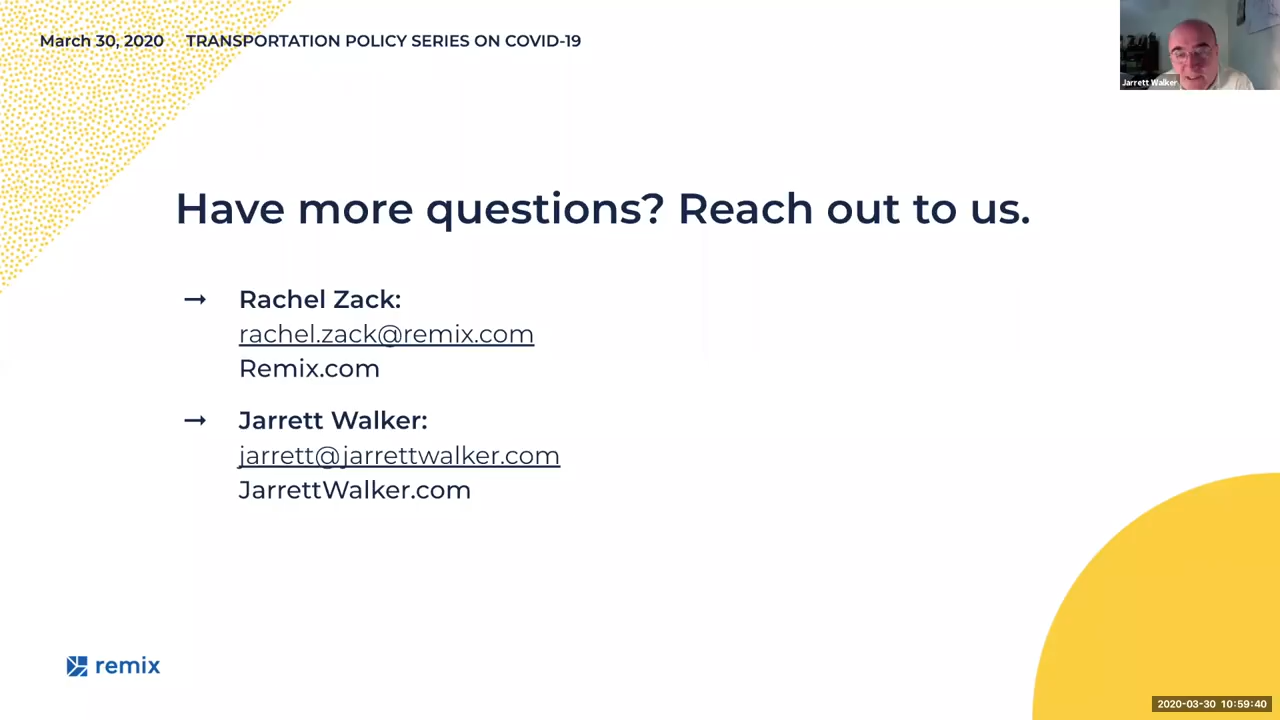 March 30, 2020 TRANSPORTATION POLICY SERIES ON COVID-19
Jarrett Walker
Have more questions? Reach out to us.
→ Rachel Zack:
rachel.zack@remix.com
Remix.com
→ Jarrett Walker:
jarrett@jarrettwalker.com
JarrettWalker.com
remix
2020-03-30 10:59:40